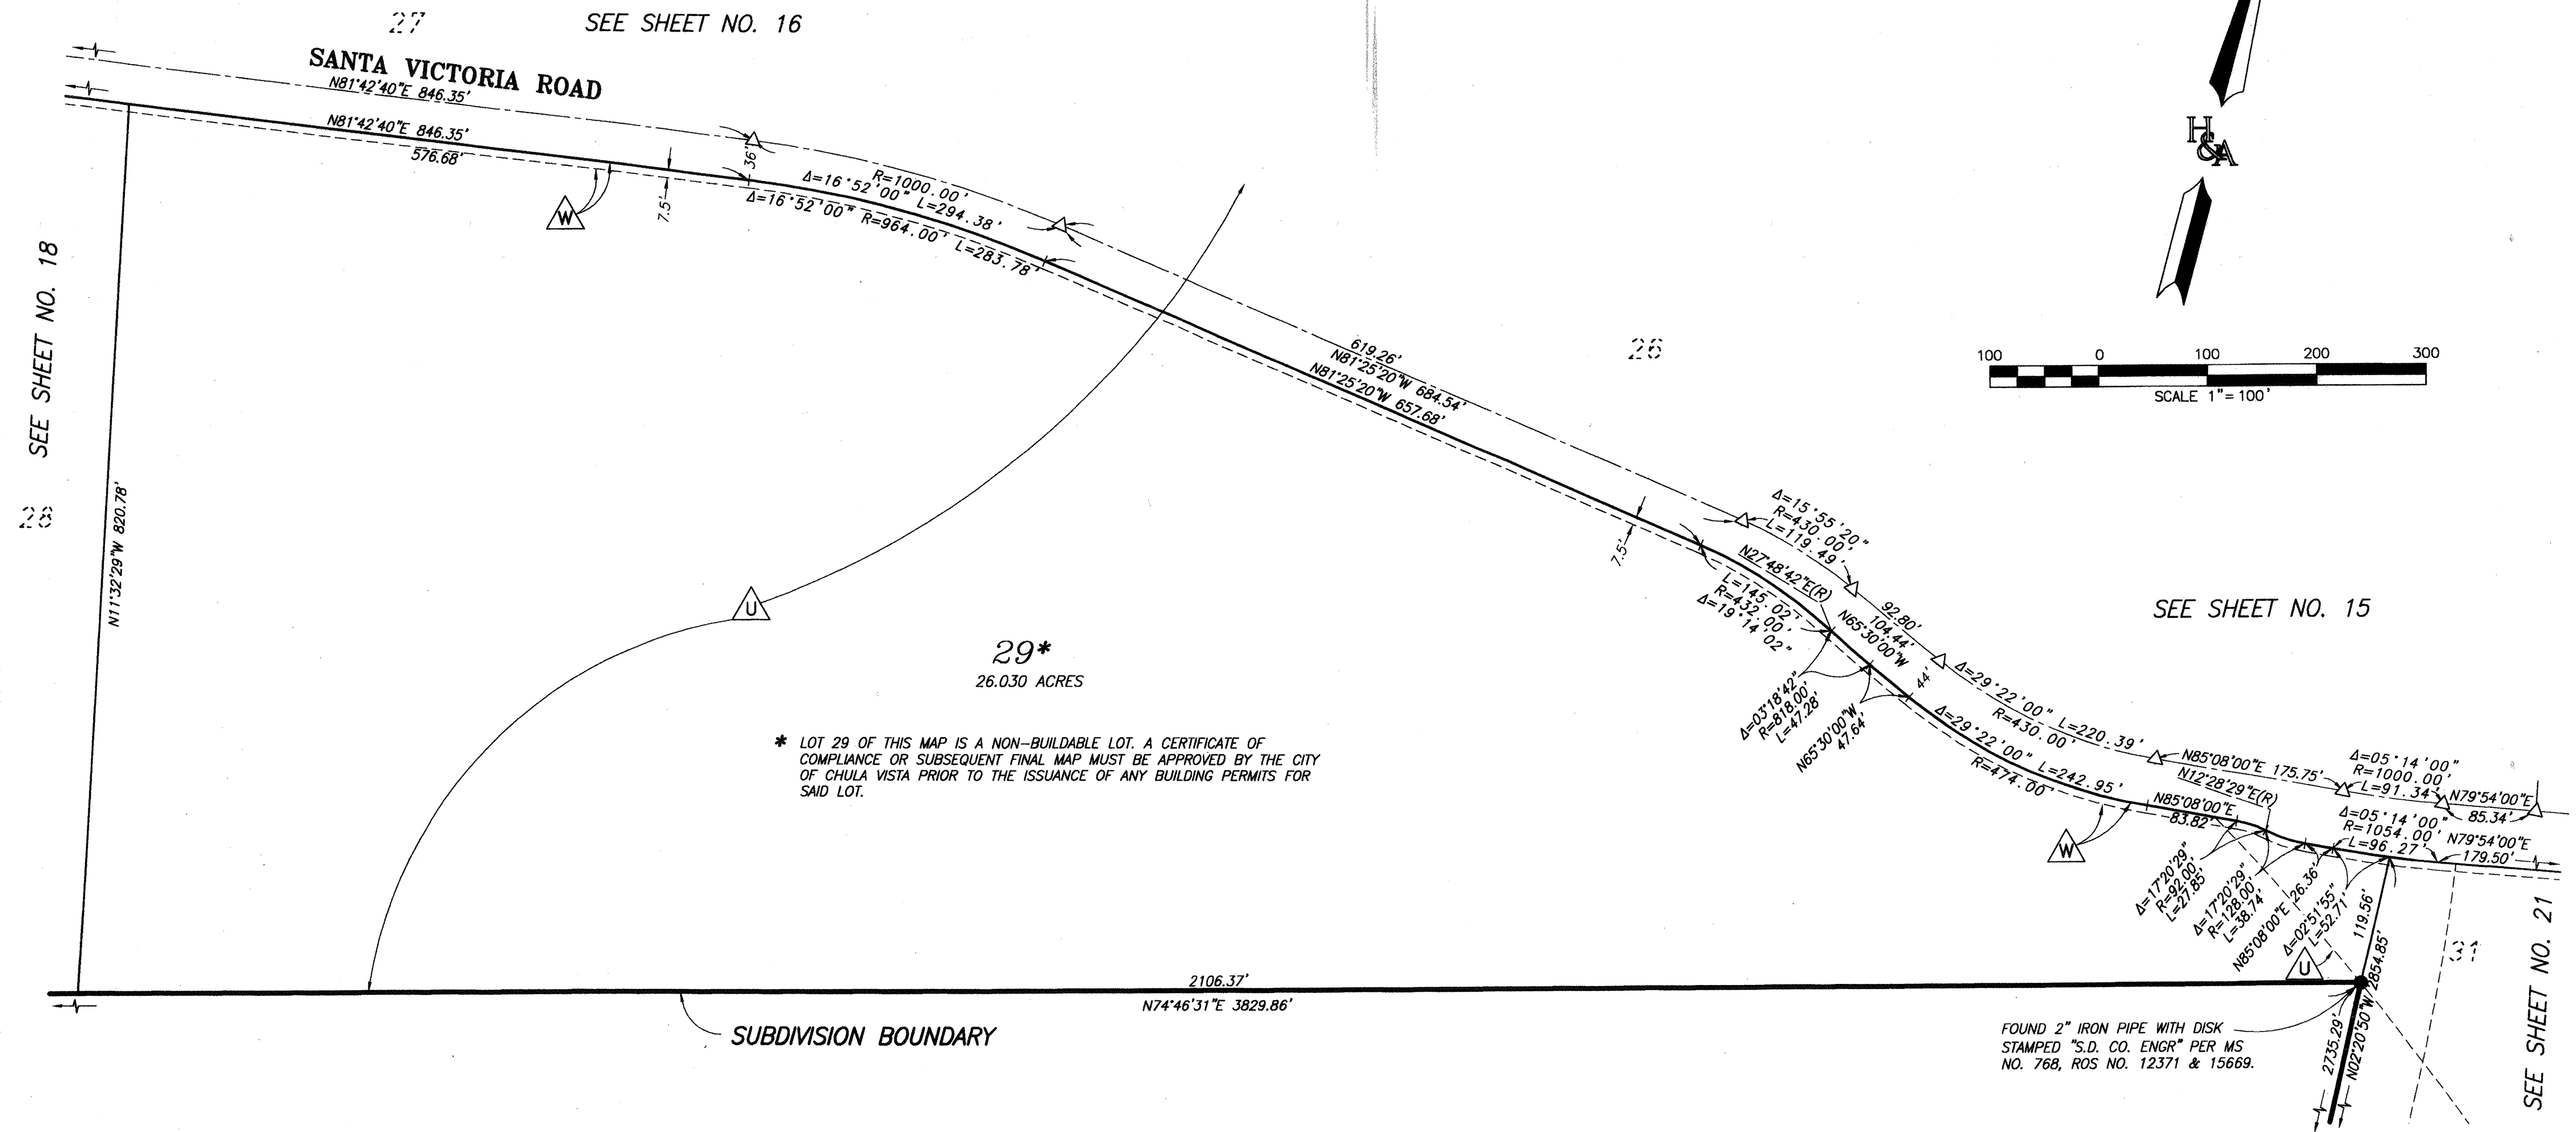 27
SEE SHEET NO. 16
SANTA VICTORIA ROAD
N81°42'40"E 846.35'
N81°42'40"E 846.35'
576.68'
W
7.5'
36'
R=1000.00'
Δ=16°52'00" L=294.38'
Δ=16°52'00" R=964.00' L=283.78'
H&A
100 0 100 200 300
SCALE 1"=100'
SEE SHEET NO. 18
28
N11°32'29"W 820.78'
619.26'
N81°25'20"W 684.54'
N81°25'20"W 657.68'
26
7.5'
U
29*
26.030 ACRES
* LOT 29 OF THIS MAP IS A NON-BUILDABLE LOT. A CERTIFICATE OF
COMPLIANCE OR SUBSEQUENT FINAL MAP MUST BE APPROVED BY THE CITY
OF CHULA VISTA PRIOR TO THE ISSUANCE OF ANY BUILDING PERMITS FOR
SAID LOT.
Δ=15°55'20"
R=430.00'
L=119.49'
N27°48'42"E(R)
L=145.02'
R=432.00'
Δ=19°14'02"
92.80'
104.44'
N65°30'00"W
44'
Δ=03°18'42"
R=818.00'
L=47.28'
N65°30'00"W
47.64'
SEE SHEET NO. 15
Δ=29°22'00" L=220.39'
R=430.00'
Δ=29°22'00" L=242.95'
R=474.00'
N85°08'00"E 175.75'
N12°28'29"E(R)
N85°08'00"E
83.82'
Δ=05°14'00"
R=1000.00'
L=91.34'
N79°54'00"E
85.34'
Δ=05°14'00"
R=1054.00'
L=96.27'
N79°54'00"E
179.50'
W
Δ=17°20'29"
R=92.00'
L=27.85'
Δ=17°20'29"
R=128.00'
L=38.74'
N85°08'00"E 26.36'
Δ=02°51'55"
L=52.71'
119.56'
U
31
SEE SHEET NO. 21
2106.37'
N74°46'31"E 3829.86'
SUBDIVISION BOUNDARY
FOUND 2" IRON PIPE WITH DISK
STAMPED "S.D. CO. ENGR" PER MS
NO. 768, ROS NO. 12371 & 15669.
2735.29'
N02°20'50"W 2854.85'